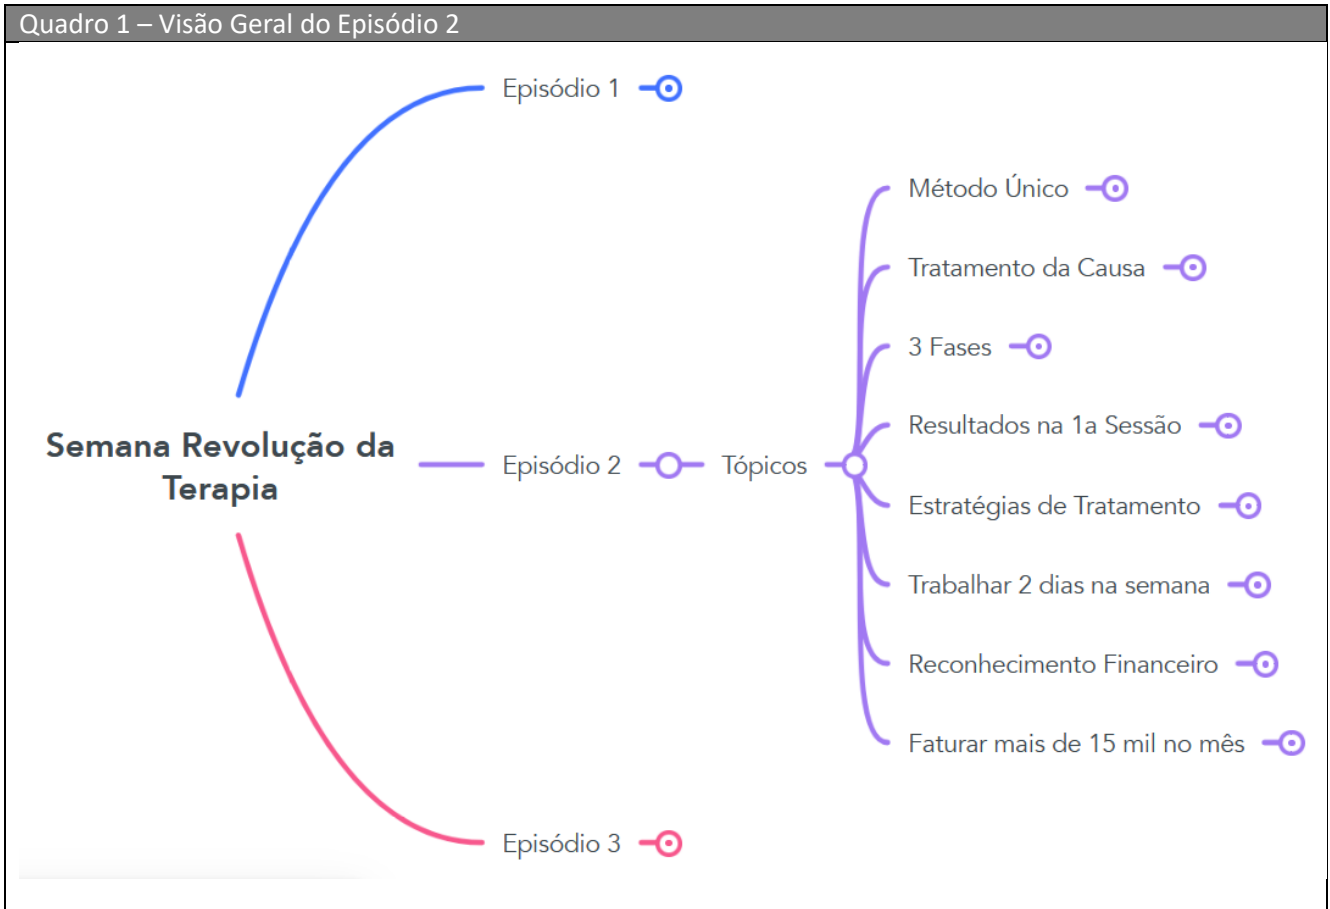 Quadro 1 – Visão Geral do Episódio 2
Episódio 1
Semana Revolução da
Terapia
Episódio 2
Tópicos
Método Único
Tratamento da Causa
3 Fases
Resultados na 1a Sessão
Estratégias de Tratamento
Trabalhar 2 dias na semana
Reconhecimento Financeiro
Faturar mais de 15 mil no mês
Episódio 3